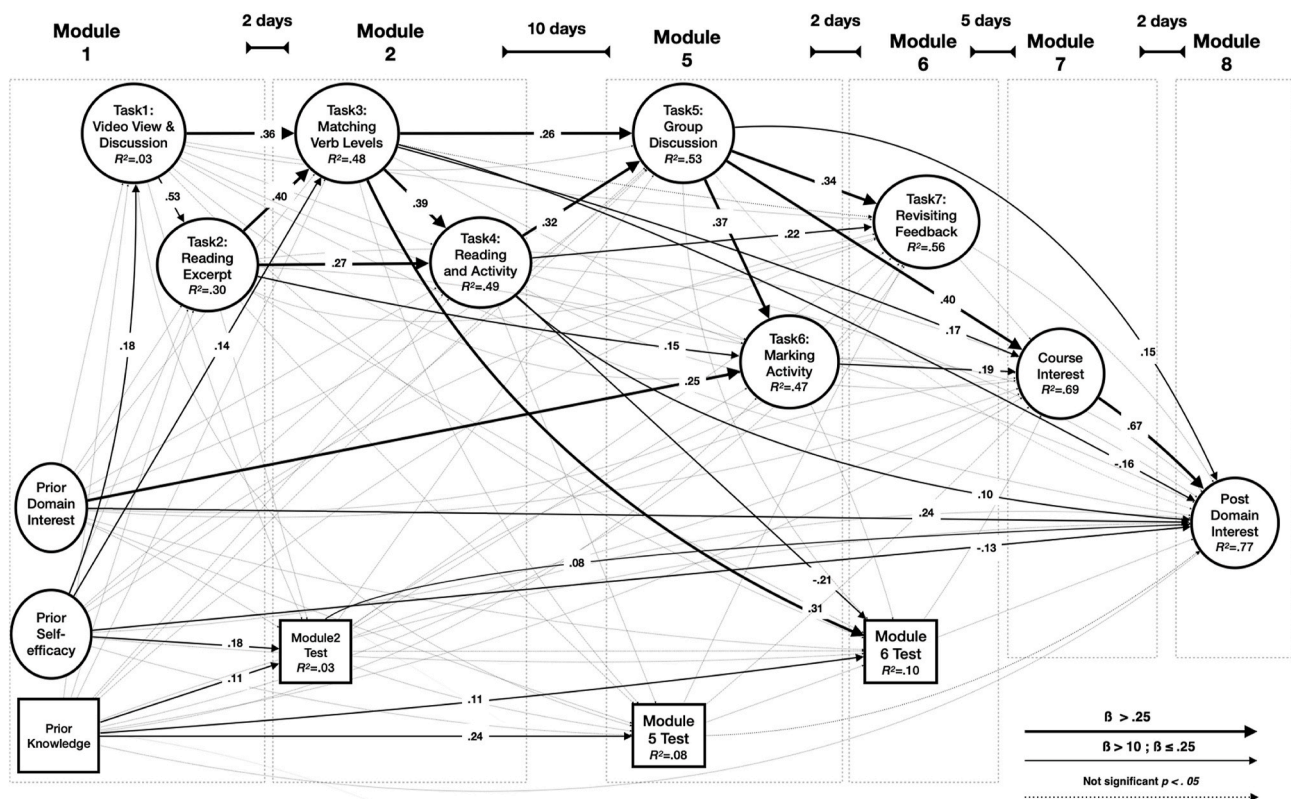 2 days
10 days
2 days
5 days
2 days
Module
1
Module
2
Module
5
Module
6
Module
7
Module
8
Task1:
Video View &
Discussion
R²=.03
Task3:
Matching
Verb Levels
R²=.48
Task5:
Group
Discussion
R²=.53
.36
.26
.53
.40
.39
.32
.34
.37
.22
Task2:
Reading
Excerpt
R²=.30
.27
Task4:
Reading
and Activity
R²=.49
Task7:
Revisiting
Feedback
R²=.56
.40
.17
.18
.14
.15
.25
Task6:
Marking
Activity
R²=.47
.19
Course
Interest
R²=.69
.15
.67
-.16
Prior
Domain
Interest
.10
.24
Post
Domain
Interest
R²=.77
.08
-.13
-.21
.31
Prior
Self-
efficacy
.18
.11
Module2
Test
R²=.03
Module
6 Test
R²=.10
.11
.24
Prior
Knowledge
Module
5 Test
R²=.08
ß > .25
ß > 10 ; ß ≤ .25
Not significant p < . 05